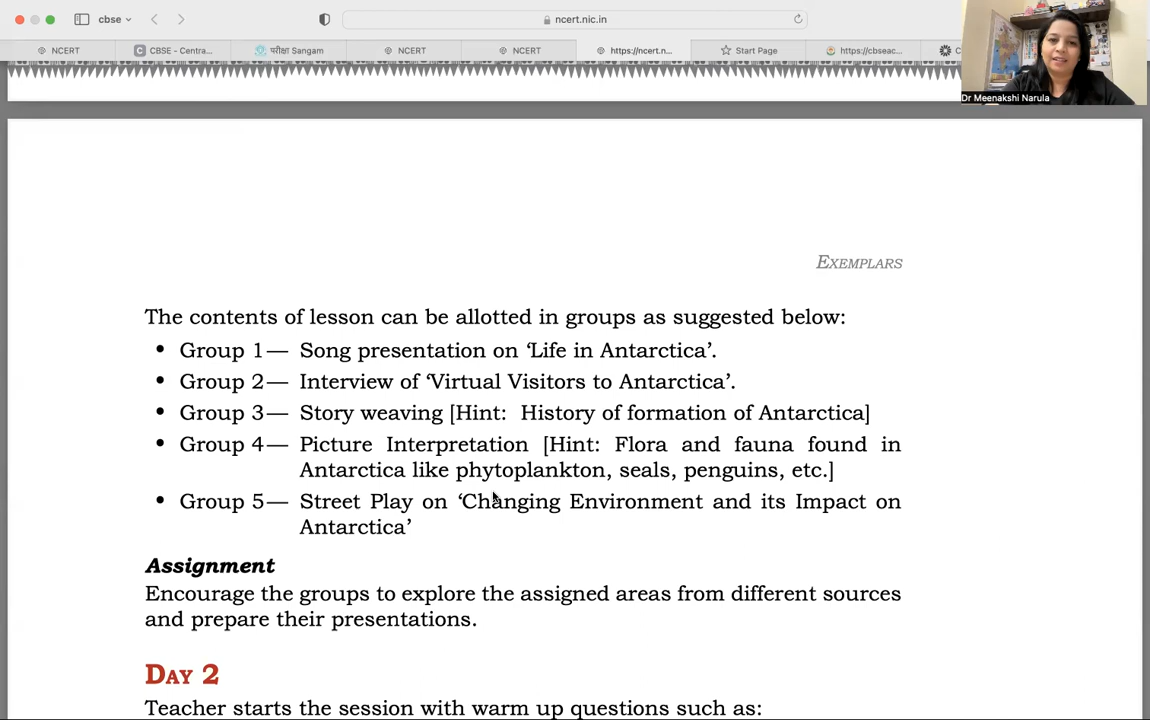 cbse
ncert.nic.in
NCERT
CBSE - Centra...
परीक्षा Sangam
NCERT
NCERT
https://ncert.n...
Start Page
https://cbseac...
C
Dr Meenakshi Narula
EXEMPLARS
The contents of lesson can be allotted in groups as suggested below:
• Group 1— Song presentation on ‘Life in Antarctica’.
• Group 2— Interview of ‘Virtual Visitors to Antarctica’.
• Group 3— Story weaving [Hint: History of formation of Antarctica]
• Group 4— Picture Interpretation [Hint: Flora and fauna found in
Antarctica like phytoplankton, seals, penguins, etc.]
• Group 5— Street Play on ‘Changing Environment and its Impact on
Antarctica’
Assignment
Encourage the groups to explore the assigned areas from different sources
and prepare their presentations.
DAY 2
Teacher starts the session with warm up questions such as: